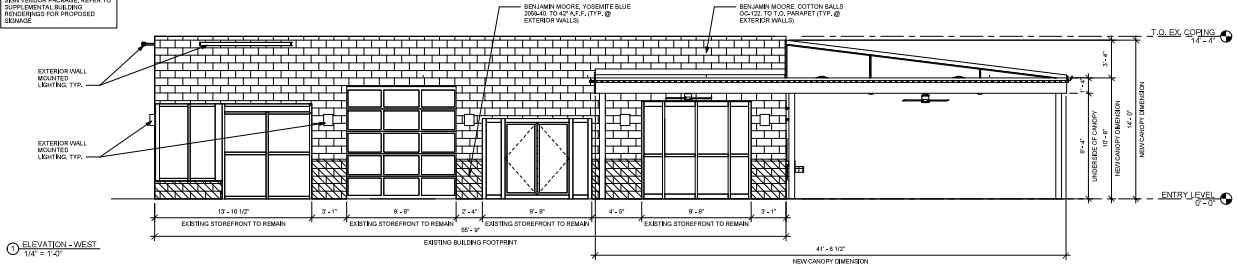 SIGN VENDOR PACKAGE, REFER TO
SUPPLEMENTAL BUILDING
RENDERINGS FOR PROPOSED
SIGNAGE
BENJAMIN MOORE, YOSEMITE BLUE
2058-40, TO 42" A.F.F. (TYP. @
EXTERIOR WALLS)
BENJAMIN MOORE, COTTON BALLS
OC-122, TO T.O. PARAPET (TYP. @
EXTERIOR WALLS)
T.O. EX. COPING
14' - 4"
EXTERIOR WALL
MOUNTED
LIGHTING, TYP.
EXTERIOR WALL
MOUNTED
LIGHTING, TYP.
3' - 4"
1' - 4"
9' - 4"
UNDERSIDE OF CANOPY
10' - 8"
NEW CANOPY DIMENSION
14' - 0"
NEW CANOPY DIMENSION
ENTRY LEVEL
0' - 0"
13' - 10 1/2"
3' - 1"
9' - 8"
2' - 4"
9' - 8"
4' - 5"
9' - 8"
3' - 1"
EXISTING STOREFRONT TO REMAIN
EXISTING STOREFRONT TO REMAIN
EXISTING STOREFRONT TO REMAIN
EXISTING STOREFRONT TO REMAIN
55' - 9"
EXISTING BUILDING FOOTPRINT
41' - 6 1/2"
NEW CANOPY DIMENSION
1 ELEVATION - WEST
1/4" = 1'-0"